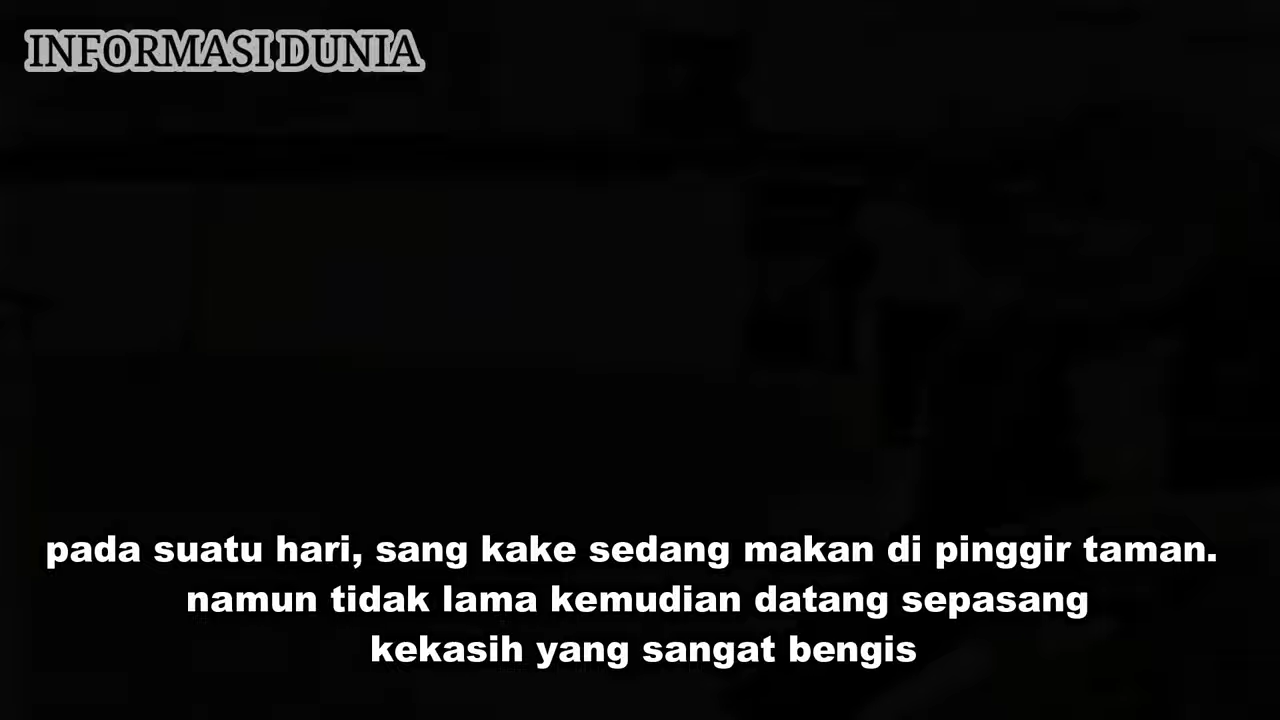 INFORMASI DUNIA
pada suatu hari, sang kake sedang makan di pinggir taman.
namun tidak lama kemudian datang sepasang
kekasih yang sangat bengis